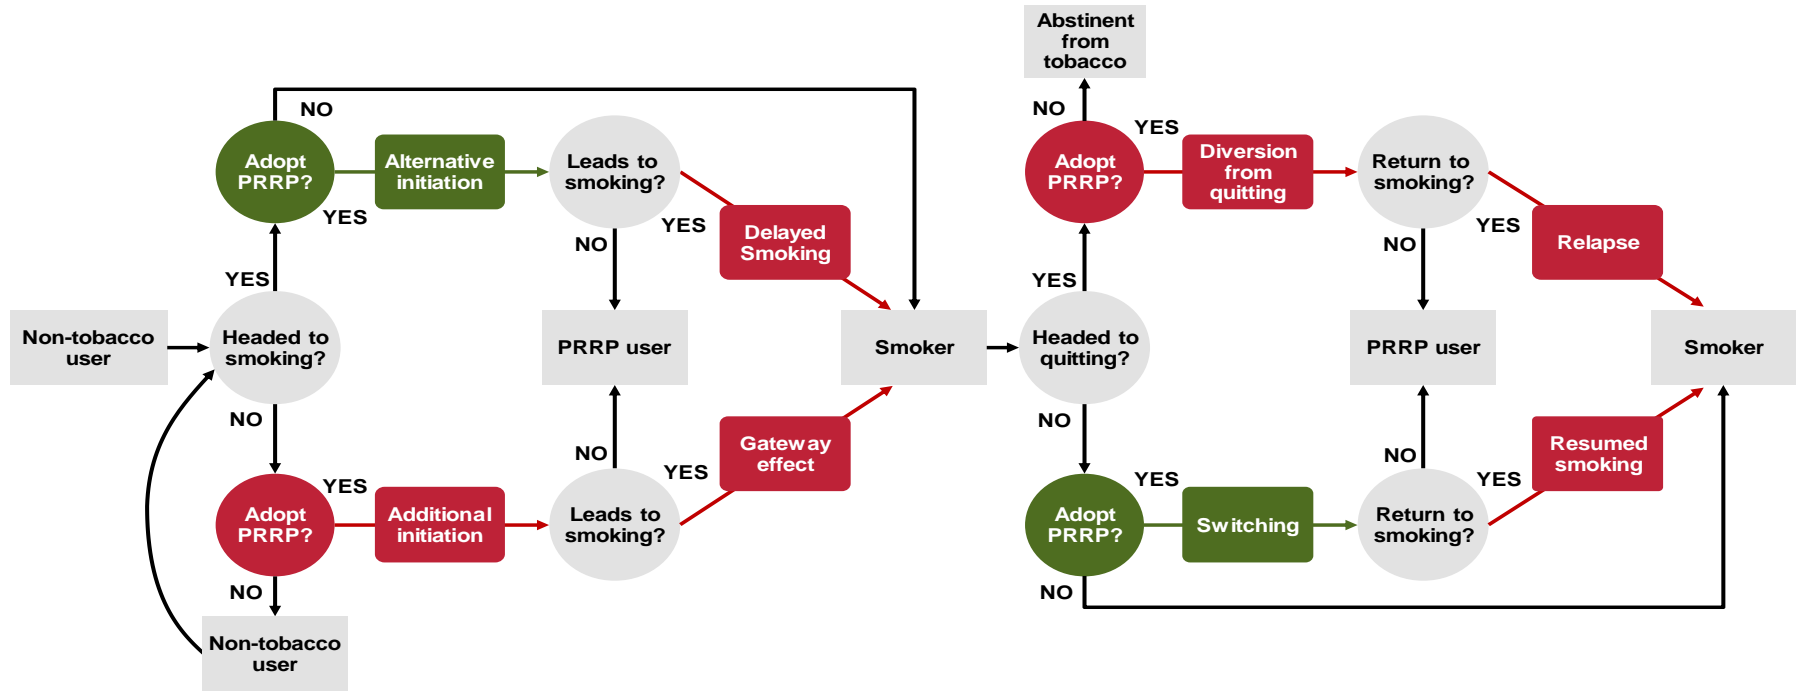 Abstinent
from
tobacco
NO
Adopt
PRRP?
YES
Alternative
initiation
Leads to
smoking?
YES
Delayed
Smoking
NO
YES
Non-tobacco
user
Headed to
smoking?
PRRP user
Smoker
NO
Adopt
PRRP?
YES
Additional
initiation
Leads to
smoking?
NO
YES
Gateway
effect
NO
Non-tobacco
user
NO
Adopt
PRRP?
YES
Diversion
from
quitting
Return to
smoking?
YES
Relapse
NO
YES
Headed to
quitting?
PRRP user
Smoker
NO
Adopt
PRRP?
YES
Switching
Return to
smoking?
NO
YES
Resumed
smoking
NO